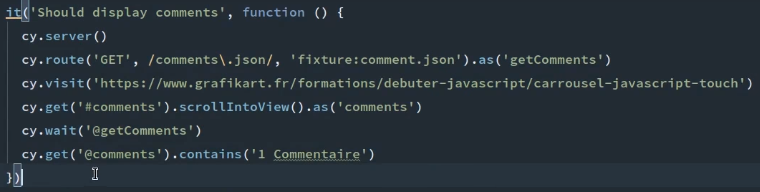 it('Should display comments', function () {
cy.server()
cy.route('GET', /comments\.json/, 'fixture:comment.json').as('getComments')
cy.visit('https://www.grafikart.fr/formations/debuter-javascript/carrousel-javascript-touch')
cy.get('#comments').scrollIntoView().as('comments')
cy.wait('@getComments')
cy.get('@comments').contains('1 Commentaire')
})